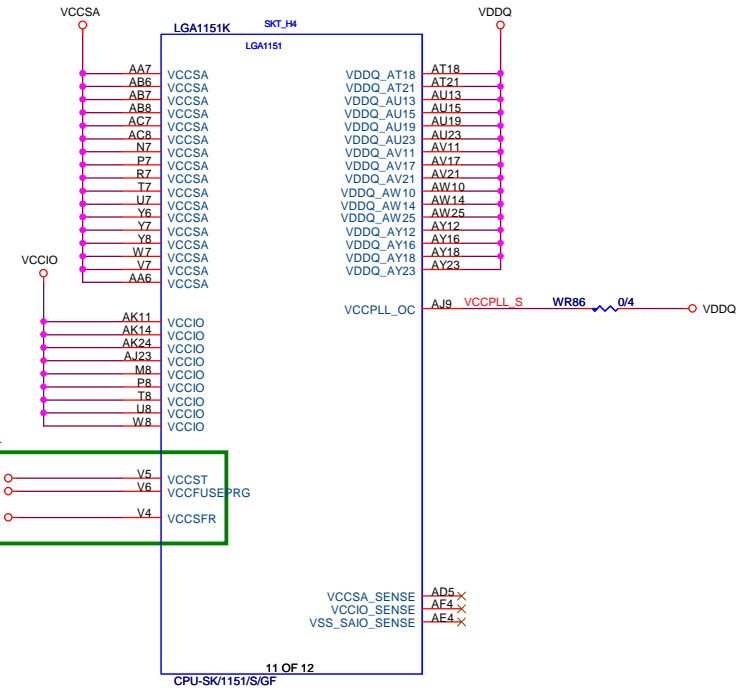 VCCSA
VDDQ
LGA1151K
SKT_H4
LGA1151
AA7 VCCSA VDDQ_AT18 AT18
AB6 VCCSA VDDQ_AT21 AT21
AB7 VCCSA VDDQ_AU13 AU13
AB8 VCCSA VDDQ_AU15 AU15
AC7 VCCSA VDDQ_AU19 AU19
AC8 VCCSA VDDQ_AU23 AU23
N7 VCCSA VDDQ_AV11 AV11
P7 VCCSA VDDQ_AV17 AV17
R7 VCCSA VDDQ_AV21 AV21
T7 VCCSA VDDQ_AW10 AW10
U7 VCCSA VDDQ_AW14 AW14
Y6 VCCSA VDDQ_AW25 AW25
Y7 VCCSA VDDQ_AY12 AY12
Y8 VCCSA VDDQ_AY16 AY16
W7 VCCSA VDDQ_AY18 AY18
V7 VCCSA VDDQ_AY23 AY23
AA6 VCCSA
VCCIO
VCCPLL_OC AJ9 VCCPLL_S WR86 0/4 VDDQ
AK11 VCCIO
AK14 VCCIO
AK24 VCCIO
AJ23 VCCIO
M8 VCCIO
P8 VCCIO
T8 VCCIO
U8 VCCIO
W8 VCCIO
V5 VCCST
V6 VCCFUSEPRG
V4 VCCSFR
VCCSA_SENSE AD5
VCCIO_SENSE AF4
VSS_SAIO_SENSE AE4
11 OF 12
CPU-SK/1151/S/GF